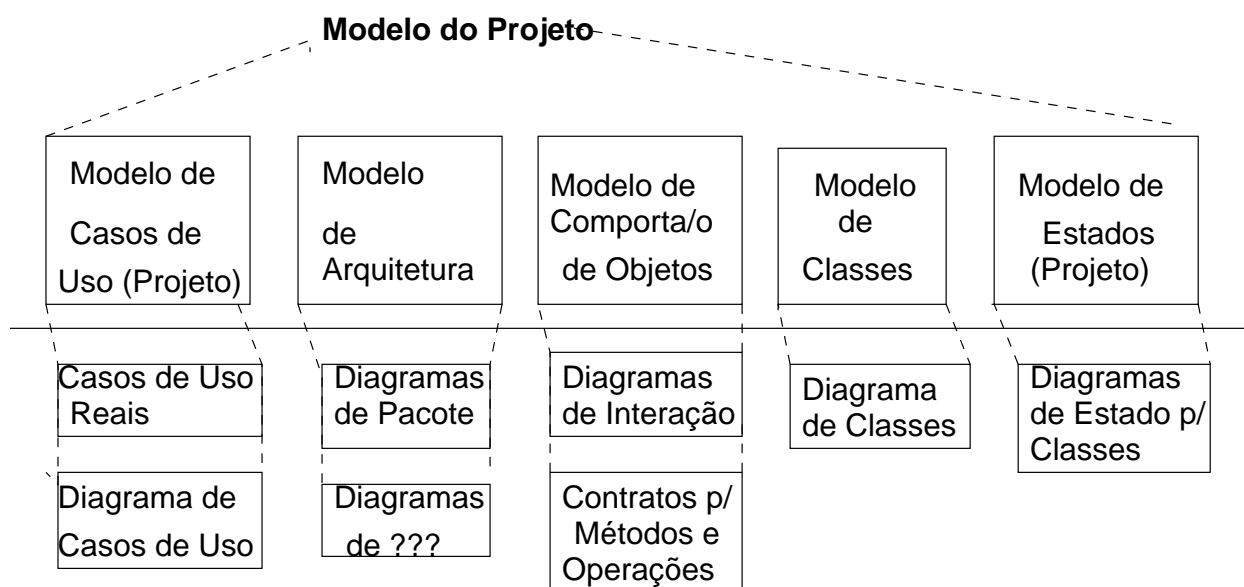 Modelo do Projeto
Modelo de
Casos de
Uso (Projeto)
Modelo
de
Arquitetura
Modelo de
Comporta/o
de Objetos
Modelo
de
Classes
Modelo de
Estados
(Projeto)
Casos de Uso
Reais
Diagramas
de Pacote
Diagramas
de Interação
Diagrama
de Classes
Diagramas
de Estado p/
Classes
Diagrama de
Casos de Uso
Diagramas
de ???
Contratos p/
Métodos e
Operações